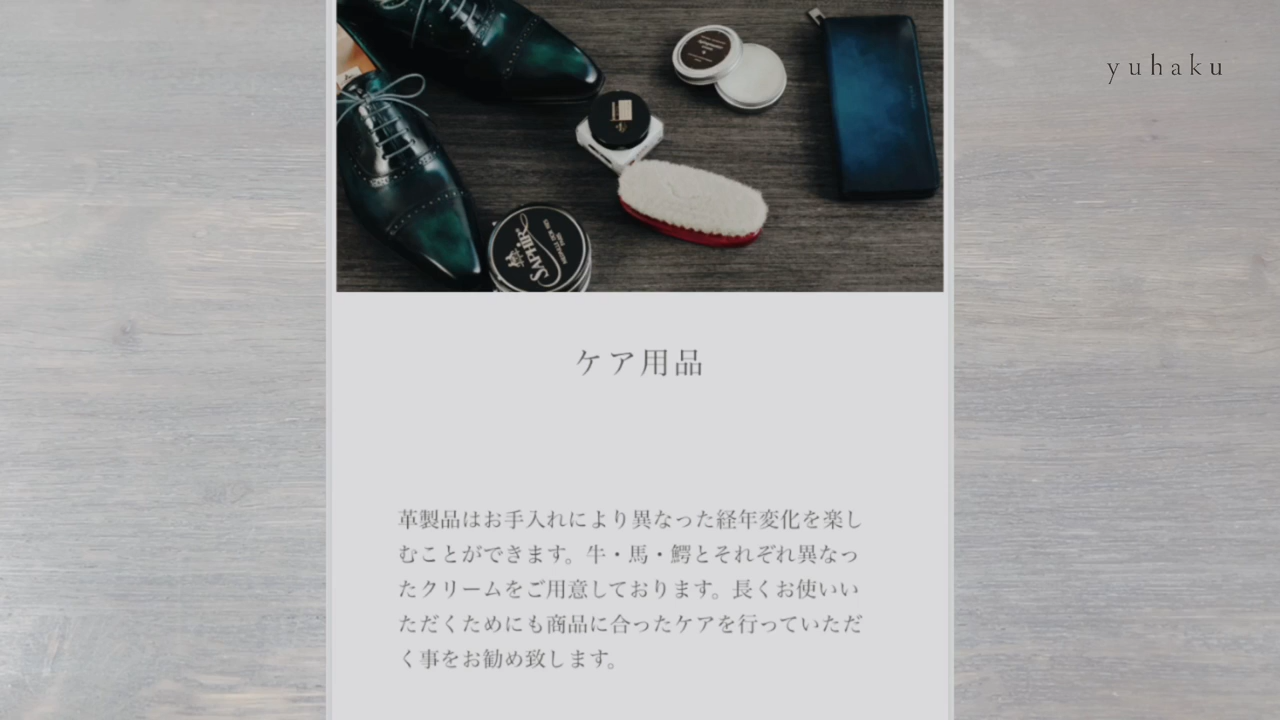 yuhaku
SAPHIR
ケア用品
革製品はお手入れにより異なった経年変化を楽し
むことができます。牛・馬・鰐とそれぞれ異なっ
たクリームをご用意しております。長くお使いい
ただくためにも商品に合ったケアを行っていただ
く事をお勧め致します。